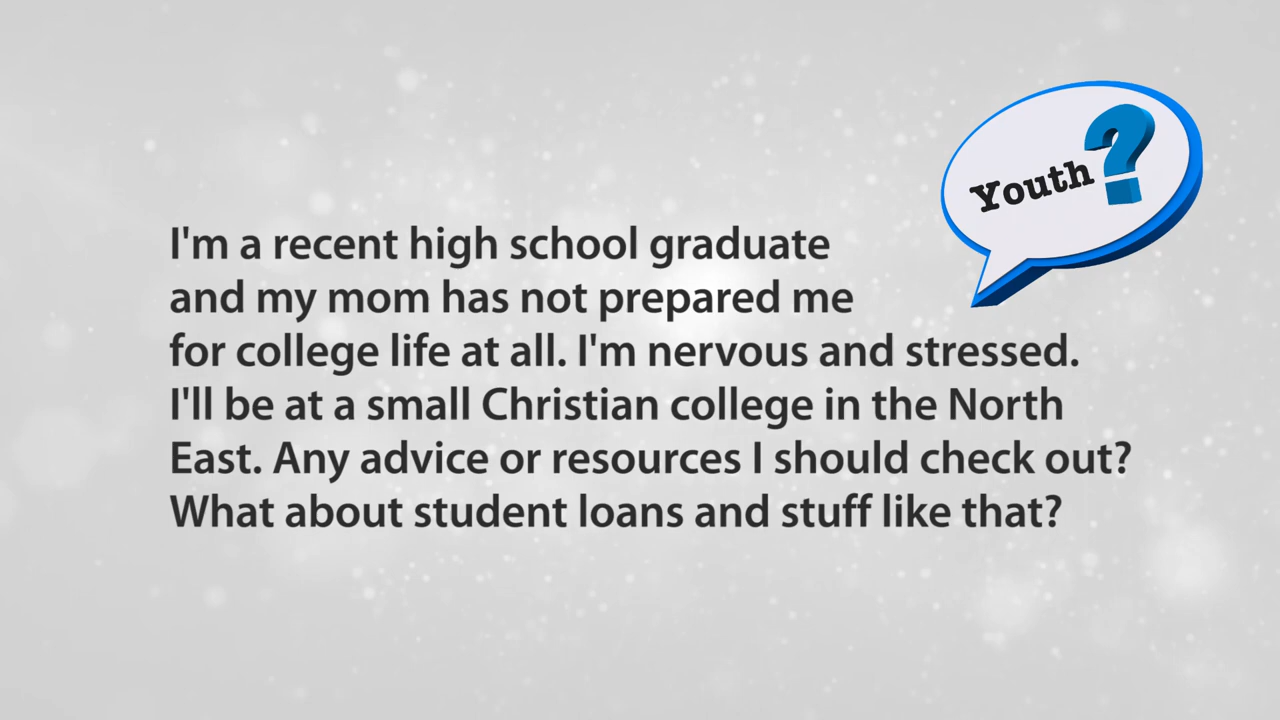 Youth?
I'm a recent high school graduate
and my mom has not prepared me
for college life at all. I'm nervous and stressed.
I'll be at a small Christian college in the North
East. Any advice or resources I should check out?
What about student loans and stuff like that?